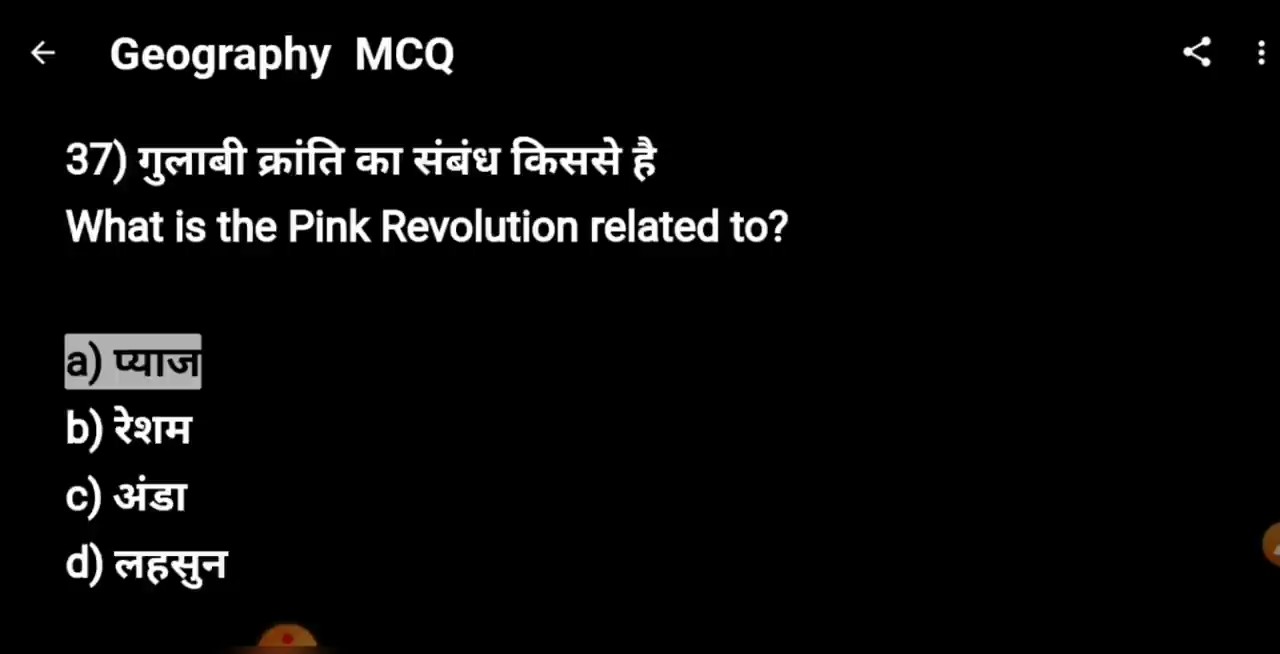 Geography MCQ
37) गुलाबी क्रांति का संबंध किससे है
What is the Pink Revolution related to?
a) प्याज
b) रेशम
c) अंडा
d) लहसुन